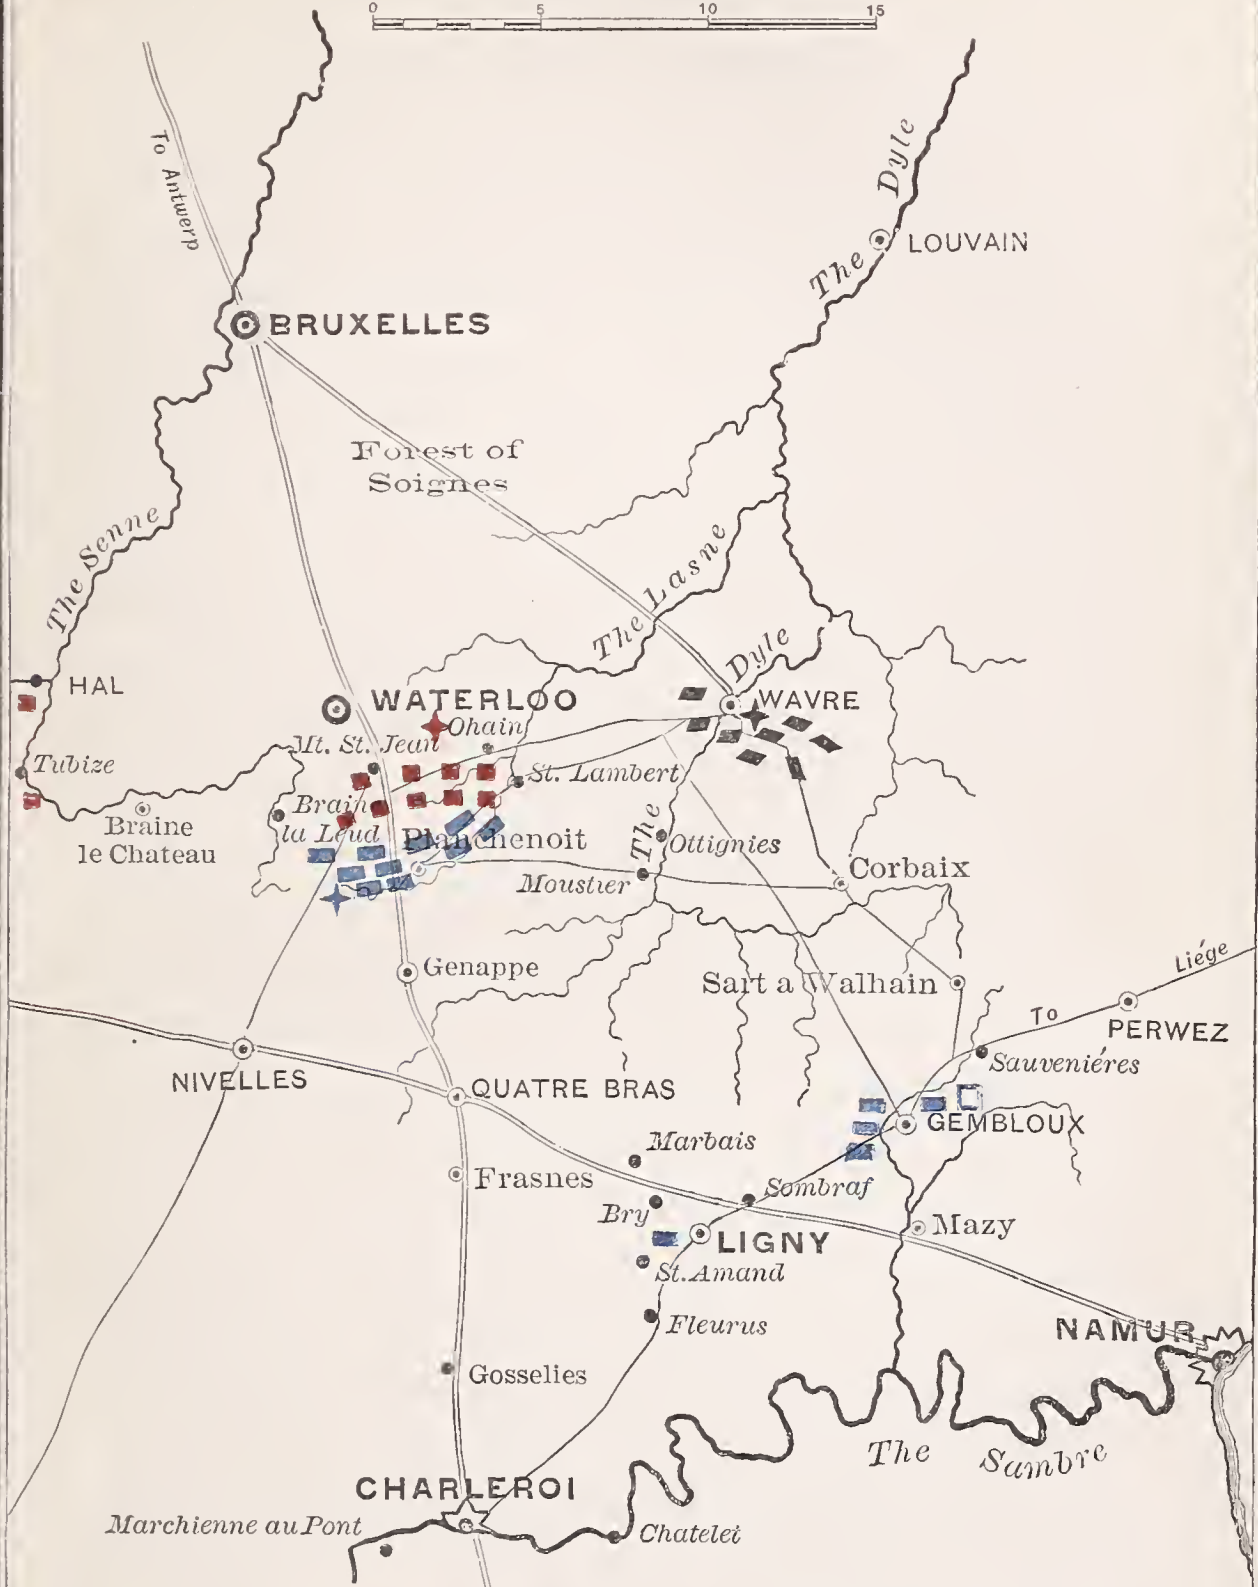 0 5 10 15
To Antwerp
The Dyle
LOUVAIN
BRUXELLES
Forest of
Soignes
The Senne
The Lasne
Dyle
HAL
WATERLOO
WAVRE
Ohain
Mt. St. Jean
Tubize
St. Lambert
Braine
la Leud
Braine
le Chateau
Planchenoit
The
Ottignies
Moustier
Corbaix
Genappe
Sart a Walhain
To Liége
PERWEZ
NIVELLES
QUATRE BRAS
Sauveniéres
GEMBLOUX
Marbais
Frasnes
Sombraf
Bry
LIGNY
Mazy
St. Amand
Fleurus
NAMUR
Gosselies
The Sambre
CHARLEROI
Marchienne au Pont
Chatelet